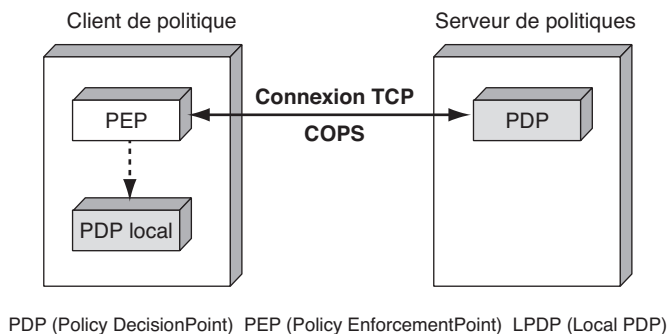 Client de politique
Serveur de politiques
Connexion TCP
PEP
PDP
COPS
PDP local
PDP (Policy DecisionPoint) PEP (Policy EnforcementPoint) LPDP (Local PDP)